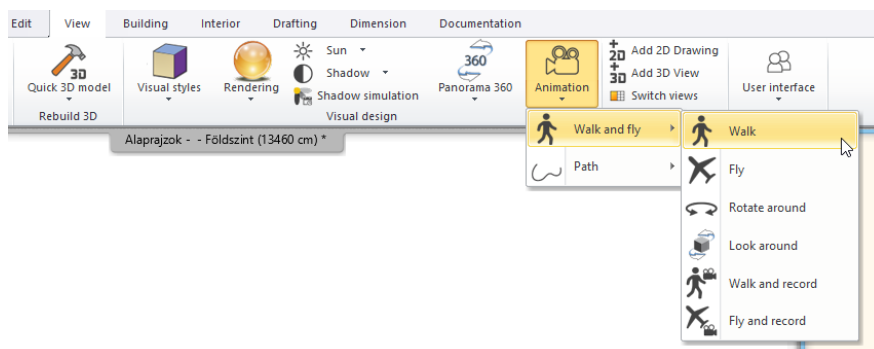 Edit View Building Interior Drafting Dimension Documentation
3D
Quick 3D model
Rebuild 3D
Visual styles
Rendering
Sun
Shadow
Shadow simulation
Visual design
360
Panorama 360
Animation
2D Add 2D Drawing
3D Add 3D View
Switch views
User interface
Alaprajzok - - Földszint (13460 cm) *
Walk and fly
Path
Walk
Fly
Rotate around
Look around
Walk and record
Fly and record